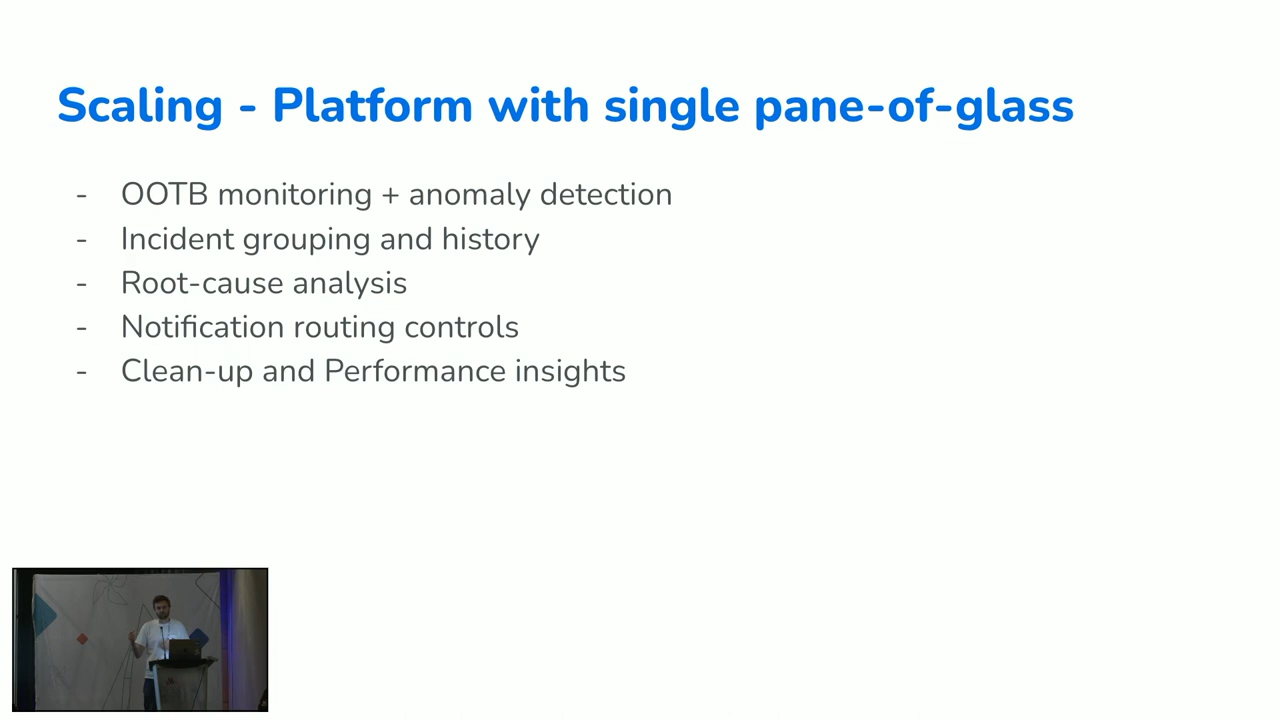 Scaling - Platform with single pane-of-glass
- OOTB monitoring + anomaly detection
- Incident grouping and history
- Root-cause analysis
- Notification routing controls
- Clean-up and Performance insights